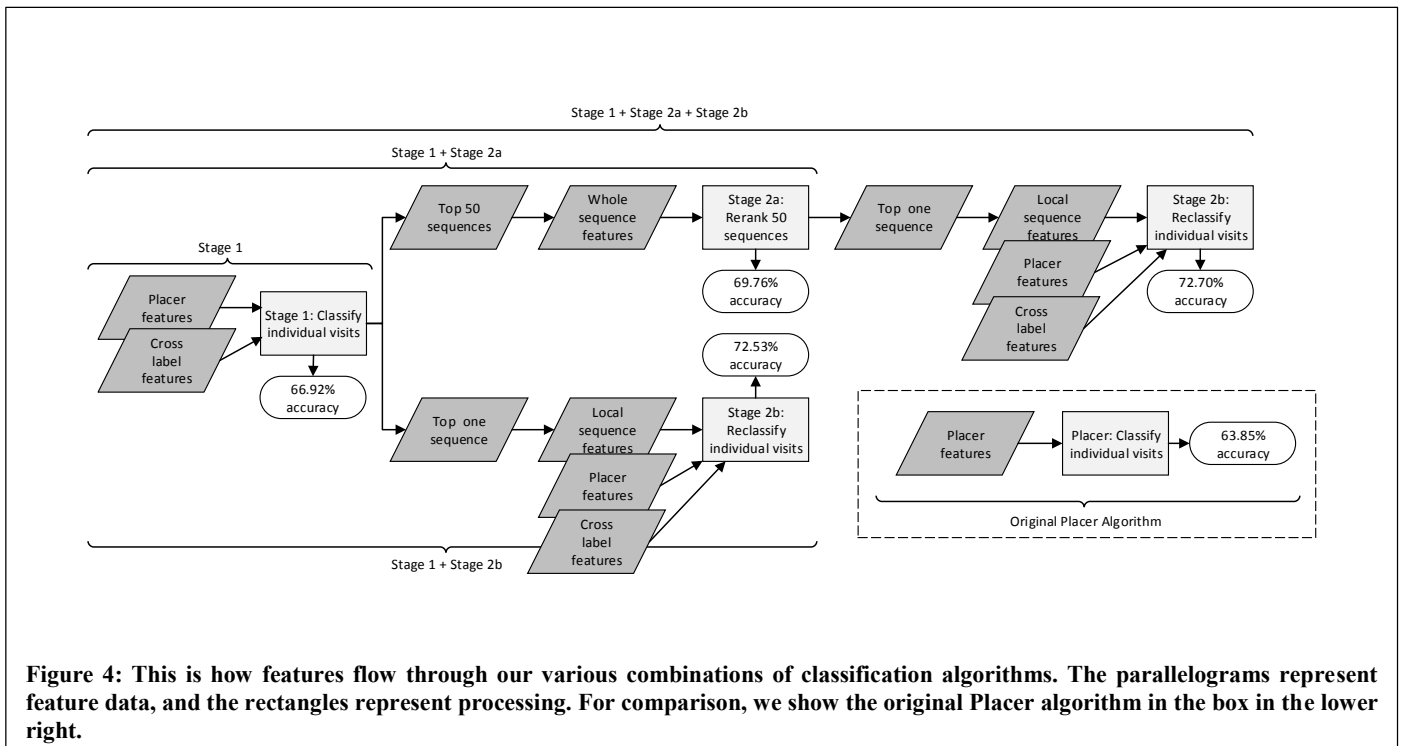 Stage 1 + Stage 2a + Stage 2b
Stage 1 + Stage 2a
Top 50
sequences
Whole
sequence
features
Stage 2a:
Rerank 50
sequences
Top one
sequence
Local
sequence
features
Stage 2b:
Reclassify
individual visits
Stage 1
Placer
features
69.76%
accuracy
Placer
features
72.70%
accuracy
Placer
features
Cross
label
features
Stage 1: Classify
individual visits
Cross
label
features
66.92%
accuracy
72.53%
accuracy
Top one
sequence
Local
sequence
features
Stage 2b:
Reclassify
individual visits
Placer
features
Cross
label
features
Stage 1 + Stage 2b
Placer
features
Placer: Classify
individual visits
63.85%
accuracy
Original Placer Algorithm
Figure 4: This is how features flow through our various combinations of classification algorithms. The parallelograms represent
feature data, and the rectangles represent processing. For comparison, we show the original Placer algorithm in the box in the lower
right.